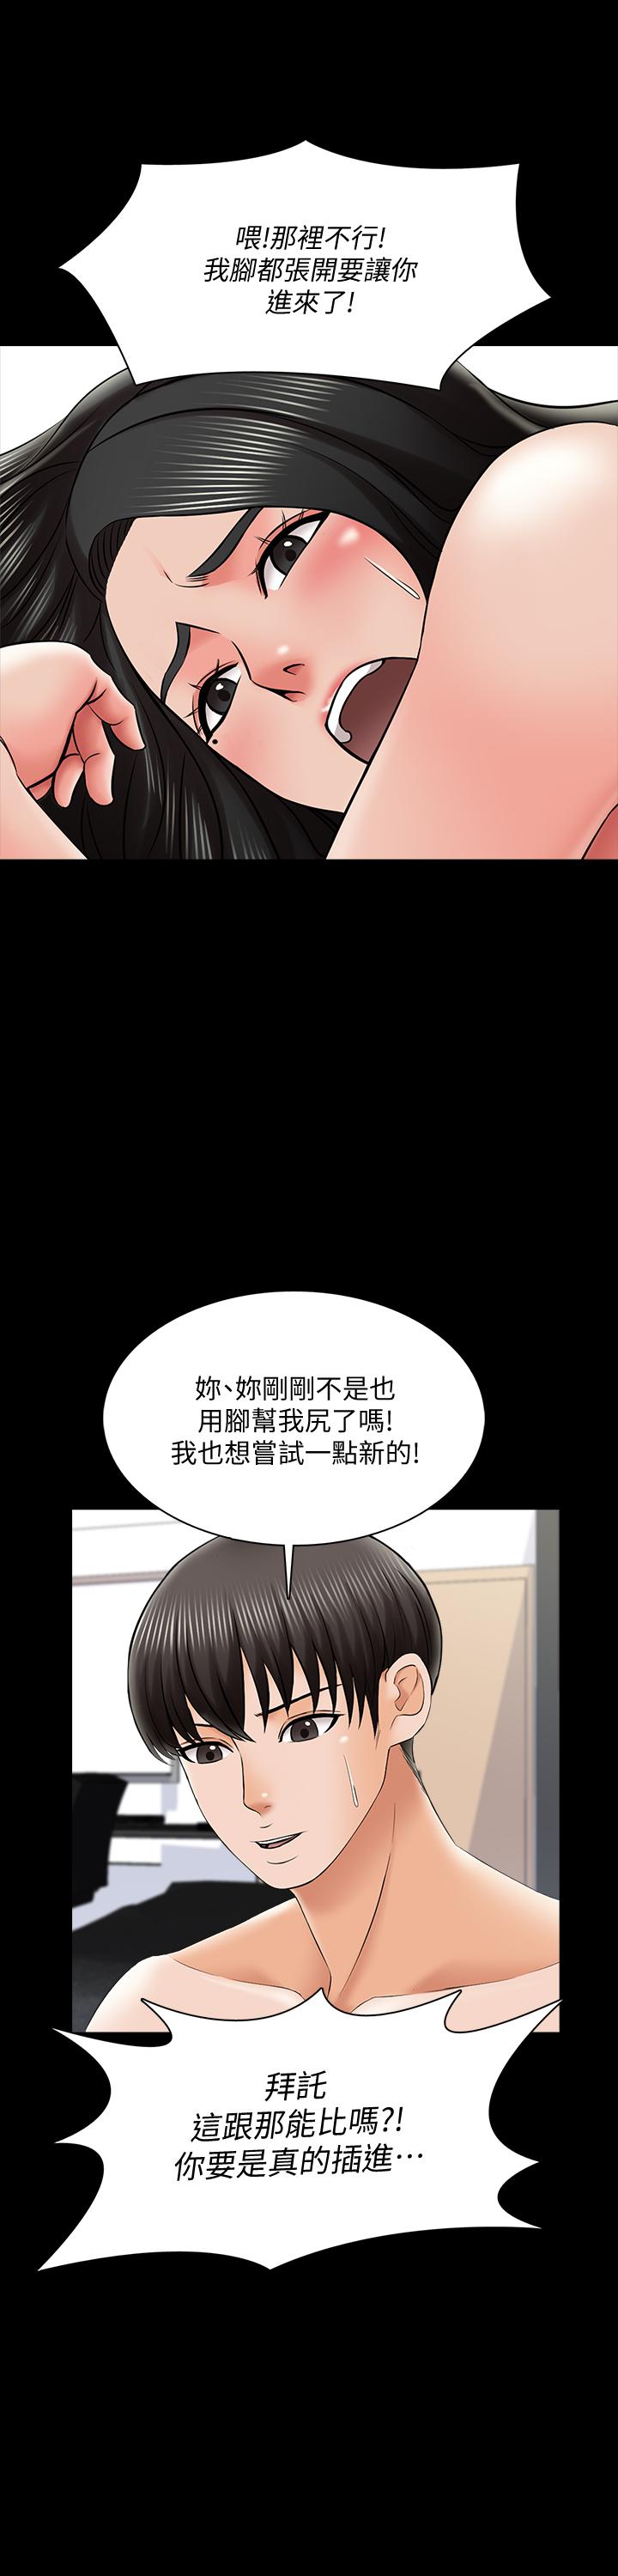 喂!那裡不行!
我腳都張開要讓你
進來了!
妳、妳剛剛不是也
用腳幫我尻了嗎!
我也想嘗試一點新的!
拜託
這跟那能比嗎?!
你要是真的插進…